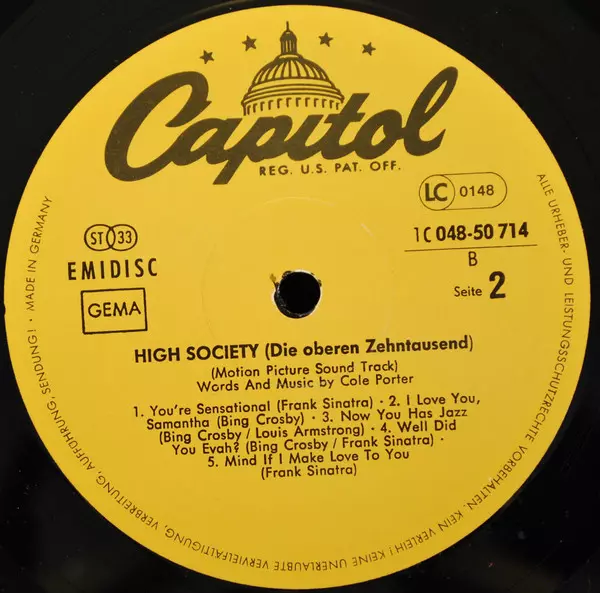 Capitol
REG. U.S. PAT. OFF.
LC 0148
ST 33
EMIDISC
GEMA
1C 048-50 714
B
Seite 2
HIGH SOCIETY (Die oberen Zehntausend)
(Motion Picture Sound Track)
Words And Music by Cole Porter
1. You're Sensational (Frank Sinatra) · 2. I Love You,
Samantha (Bing Crosby) · 3. Now You Has Jazz
(Bing Crosby / Louis Armstrong) · 4. Well Did
You Evah? (Bing Crosby / Frank Sinatra) ·
5. Mind If I Make Love To You
(Frank Sinatra)
ALLE URHEBER- UND LEISTUNGSSCHUTZRECHTE VORBEHALTEN. KEIN VERLEIH! KEINE UNERLAUBTE VERVIELFÄLTIGUNG, VERBREITUNG, AUFFÜHRUNG, SENDUNG! · MADE IN GERMANY